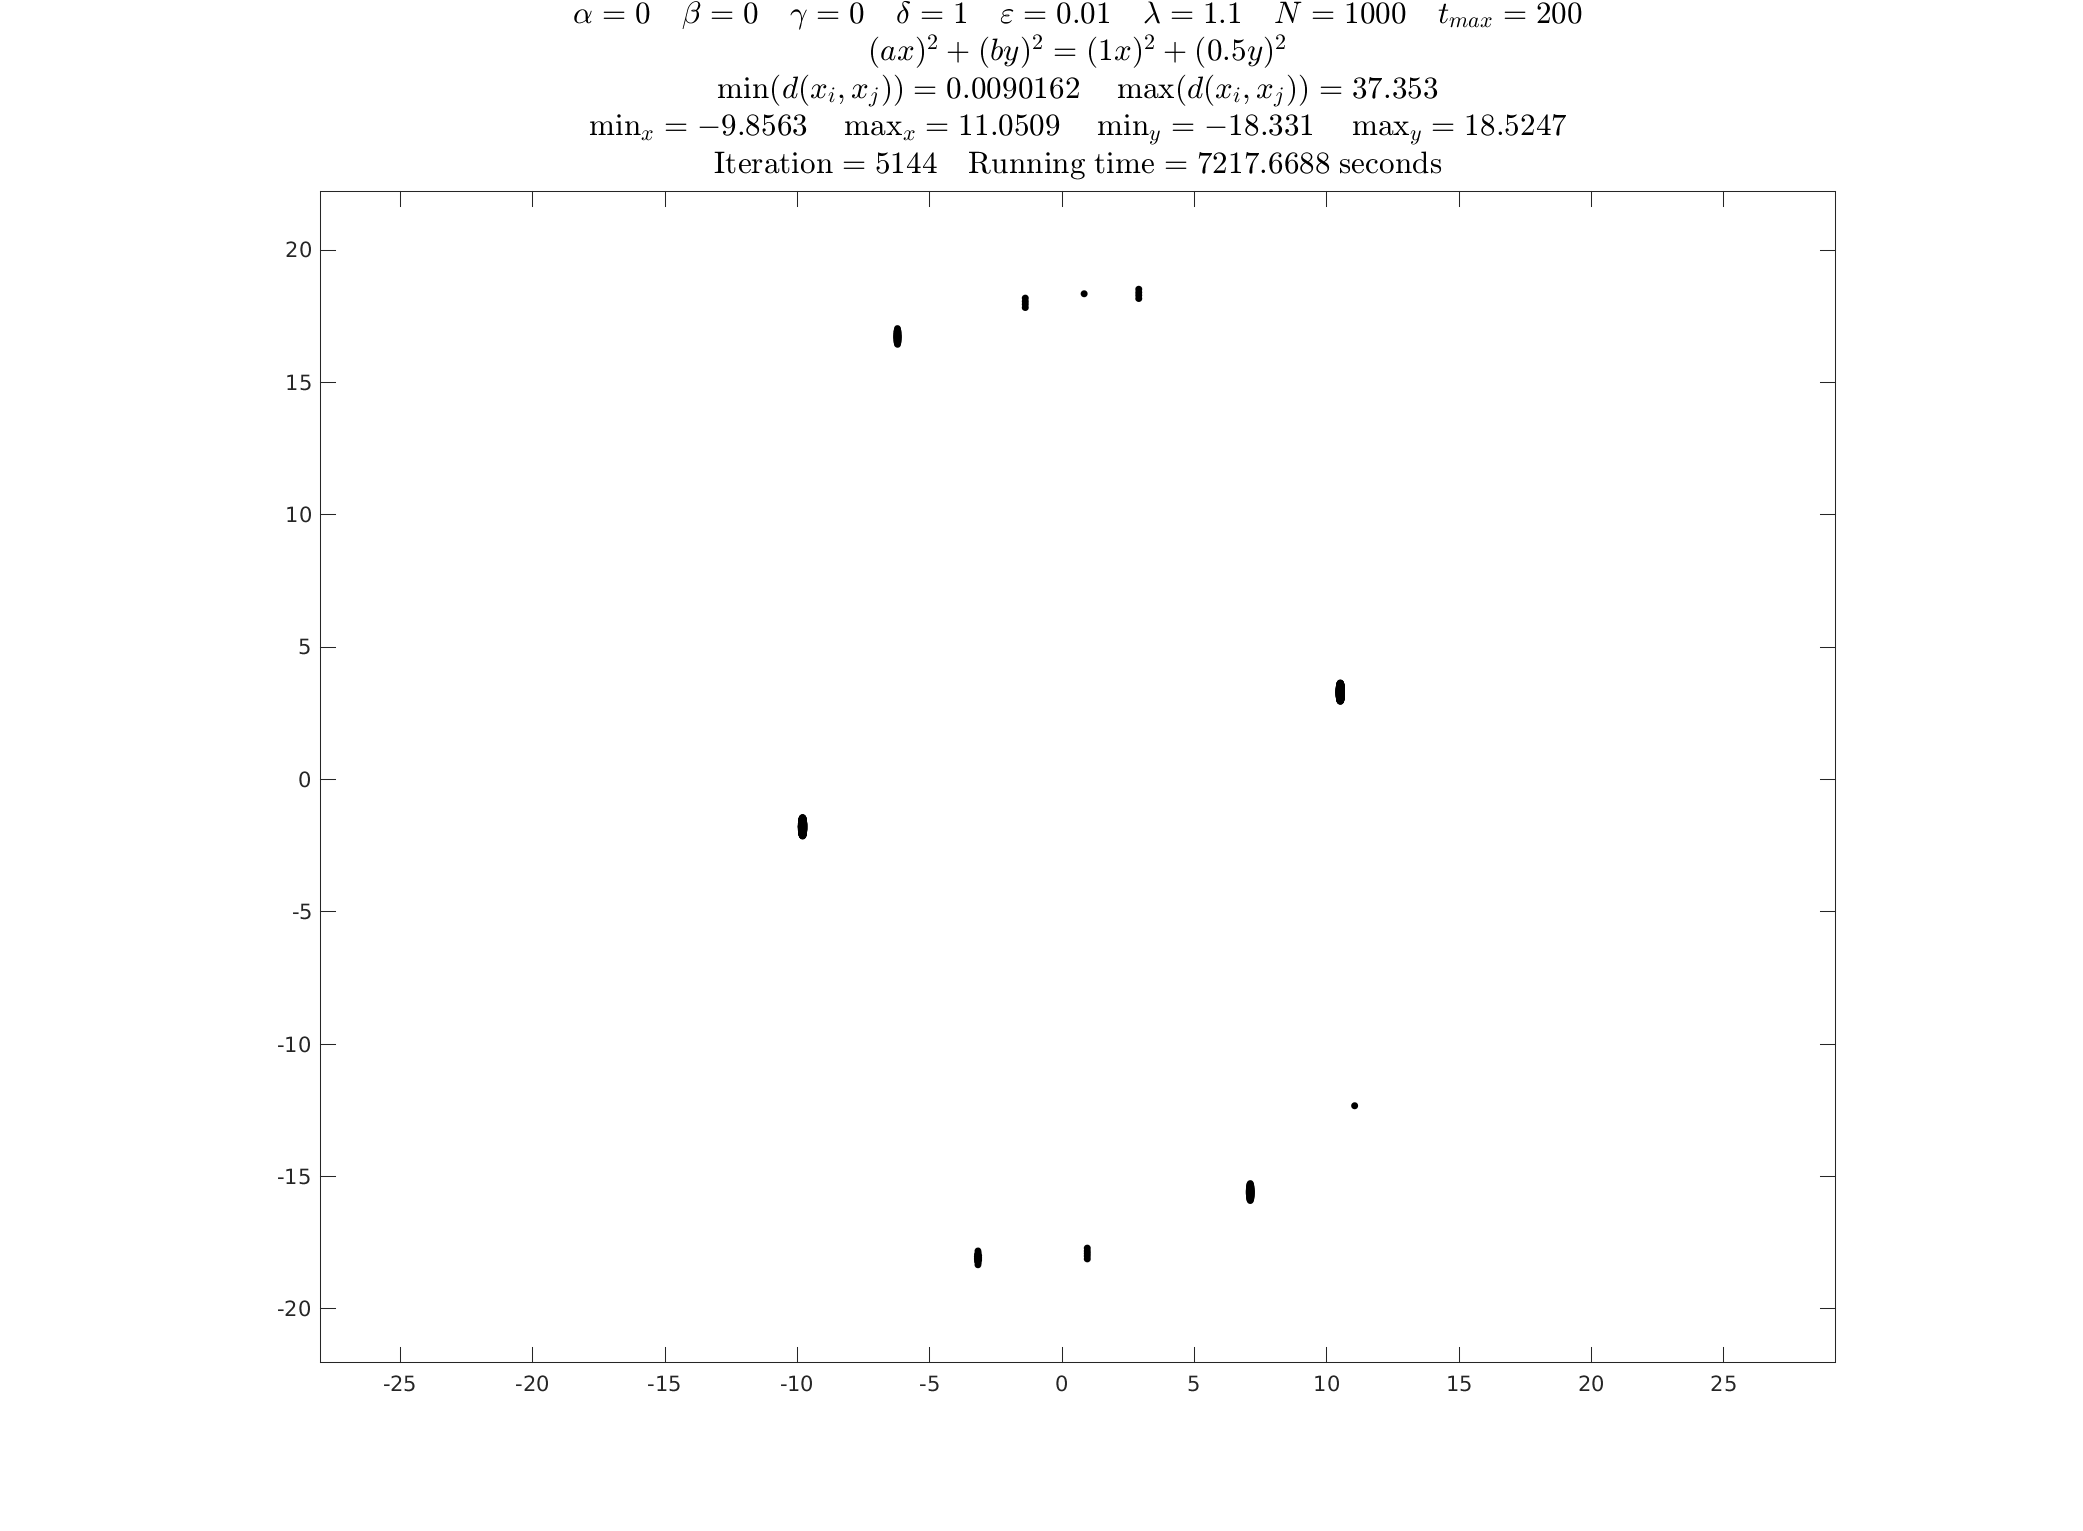 α = 0 β = 0 γ = 0 δ = 1 ε = 0.01 λ = 1.1 N = 1000 t_{max} = 200
(ax)² + (by)² = (1x)² + (0.5y)²
min(d(x_i, x_j)) = 0.0090162 max(d(x_i, x_j)) = 37.353
min_x = −9.8563 max_x = 11.0509 min_y = −18.331 max_y = 18.5247
Iteration = 5144 Running time = 7217.6688 seconds
20
15
10
5
0
-5
-10
-15
-20
-25 -20 -15 -10 -5 0 5 10 15 20 25